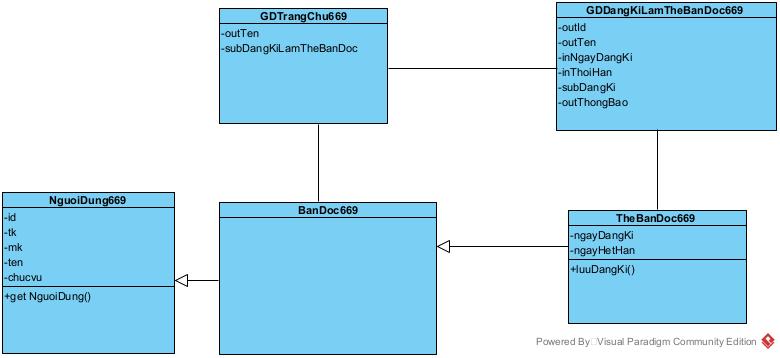 GDTrangChu669
-outTen
-subDangKiLamTheBanDoc
GDDangKiLamTheBanDoc669
-outId
-outTen
-inNgayDangKi
-inThoiHan
-subDangKi
-outThongBao
NguoiDung669
-id
-tk
-mk
-ten
-chucvu
+get NguoiDung()
BanDoc669
TheBanDoc669
-ngayDangKi
-ngayHetHan
+luuDangKi()
Powered By Visual Paradigm Community Edition